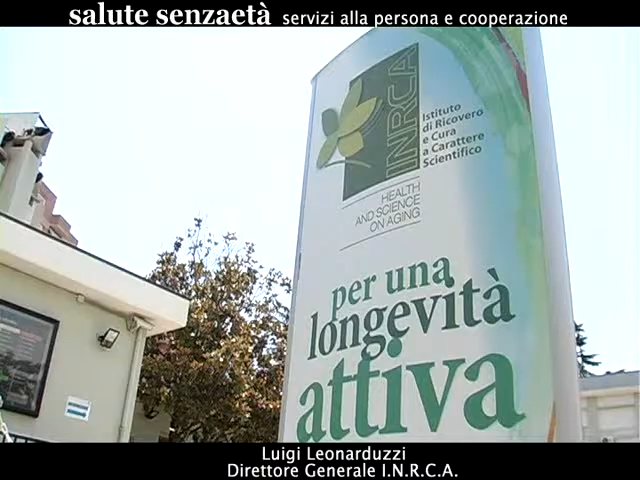 salute senzaetà servizi alla persona e cooperazione
INRCA
Istituto
di Ricovero
e Cura
a Carattere
Scientifico
HEALTH
AND SCIENCE
ON AGING
per una
longevità
attiva
Luigi Leonarduzzi
Direttore Generale I.N.R.C.A.